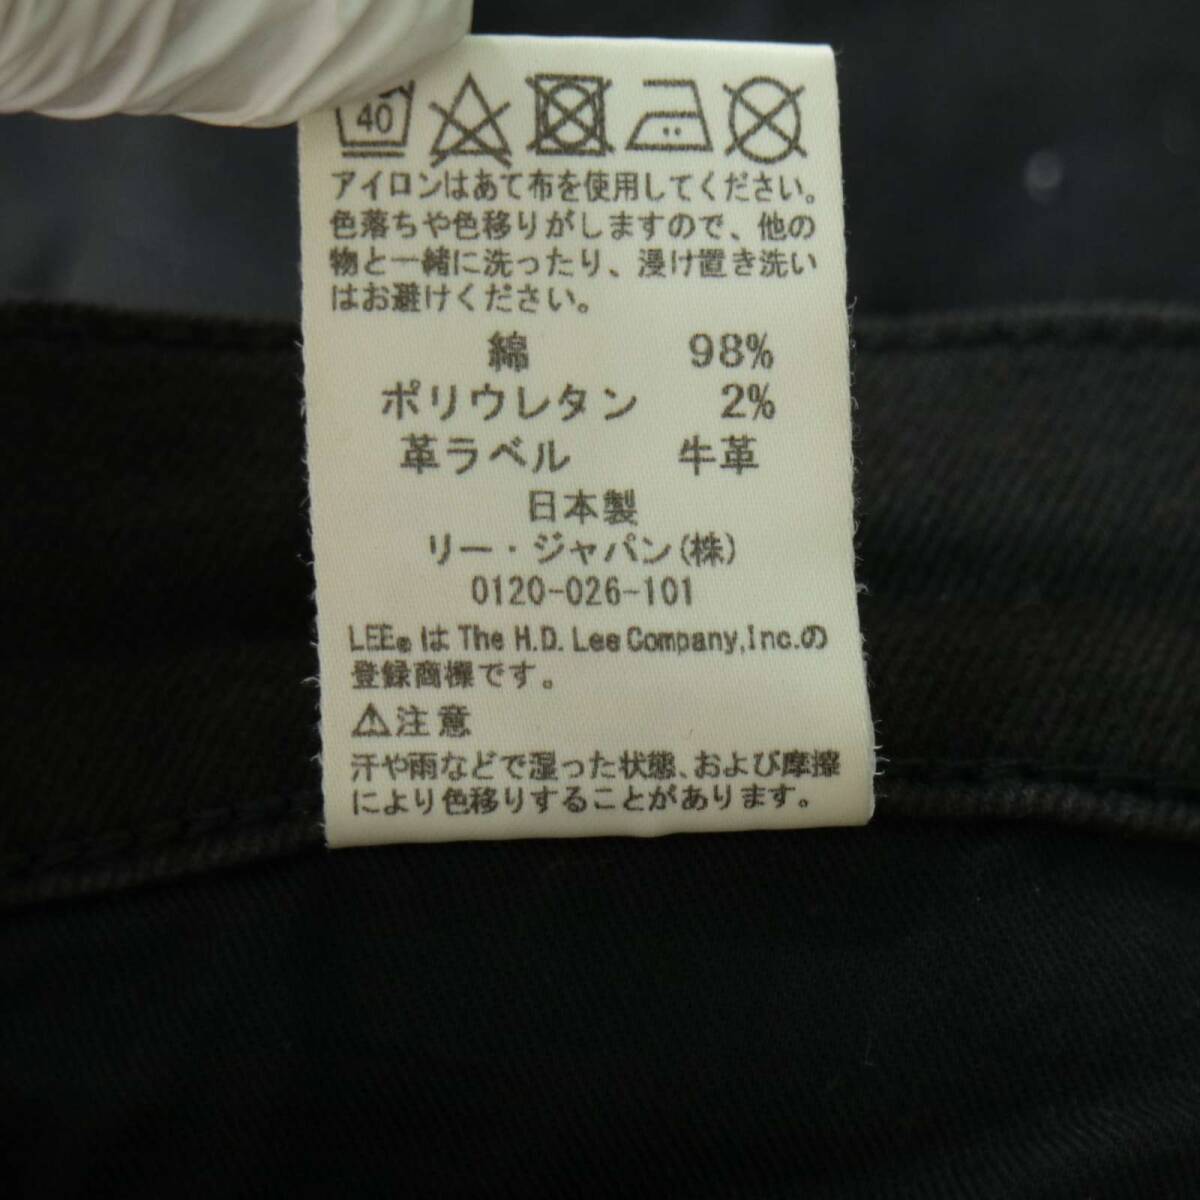 40
アイロンはあて布を使用してください。
色落ちや色移りがしますので、他の
物と一緒に洗ったり、浸け置き洗い
はお避けください。
綿 98%
ポリウレタン 2%
革ラベル 牛革
日本製
リー・ジャパン(株)
0120-026-101
LEE®は The H.D. Lee Company,Inc.の
登録商標です。
⚠注意
汗や雨などで湿った状態、および摩擦
により色移りすることがあります。